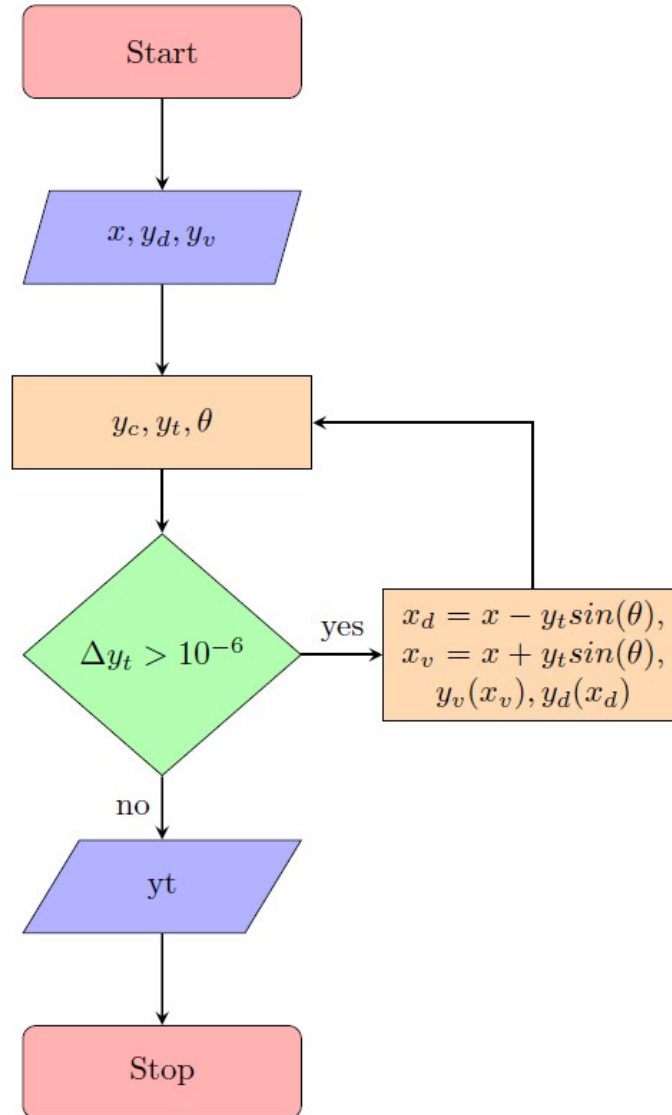 Start
x, y_d, y_v
y_c, y_t, θ
Δy_t > 10^{-6}
yes
x_d = x − y_t sin(θ),
x_v = x + y_t sin(θ),
y_v(x_v), y_d(x_d)
no
yt
Stop